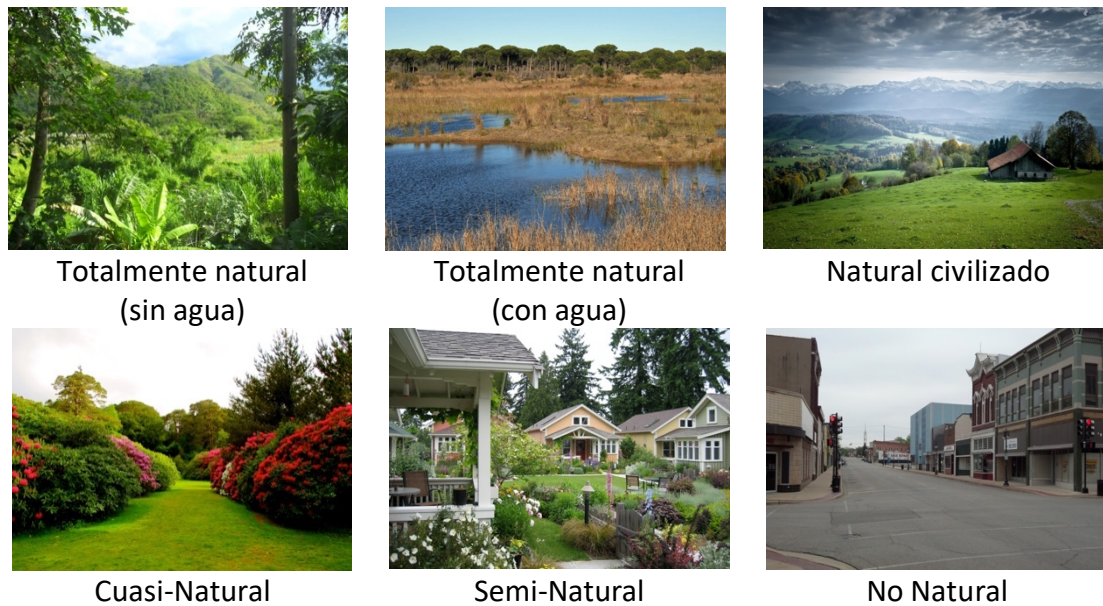 Totalmente natural
(sin agua)
Totalmente natural
(con agua)
Natural civilizado
Cuasi-Natural
Semi-Natural
No Natural